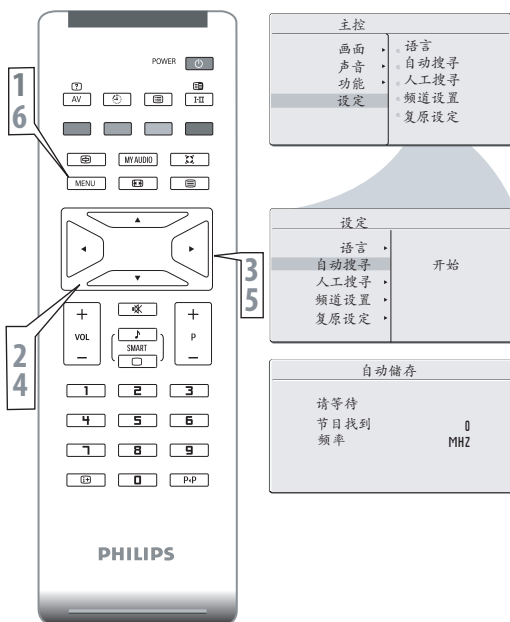 POWER
1
6
AV
I-II
MY AUDIO
MENU
3
5
2
4
+
VOL
−
SMART
+
P
−
1 2 3
4 5 6
7 8 9
i+ 0 P◂P
PHILIPS
主控
画面
声音
功能
设定
语言
自动搜寻
人工搜寻
频道设置
复原设定
设定
语言
自动搜寻 开始
人工搜寻
频道设置
复原设定
自动储存
请等待
节目找到 0
频率 MHZ